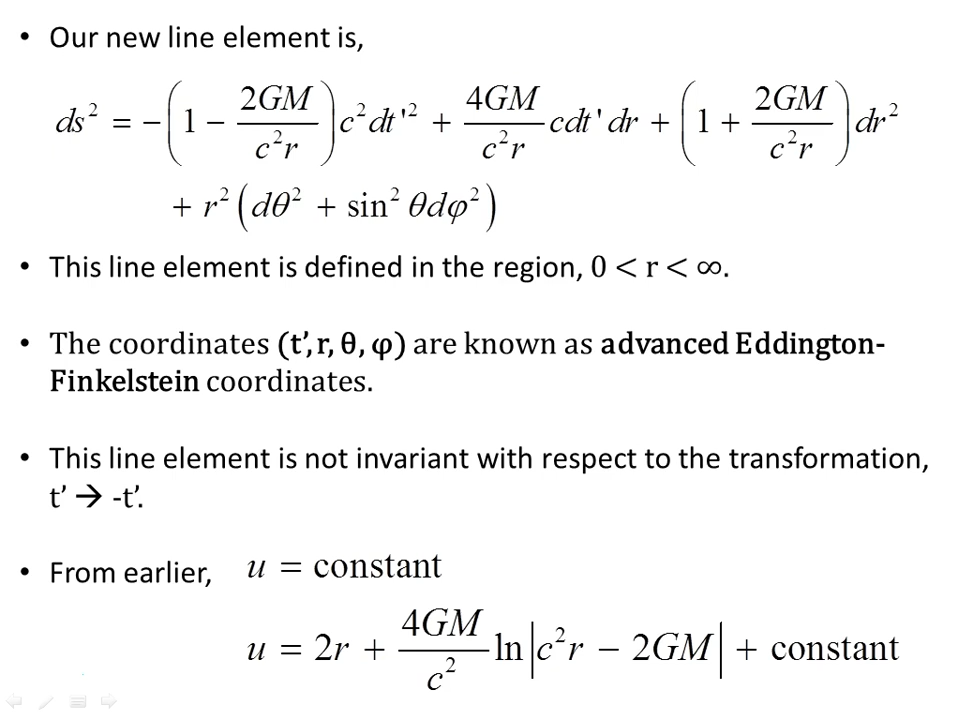 • Our new line element is,
ds² = −(1 − 2GM/c²r)c²dt'² + 4GM/c²r cdt'dr + (1 + 2GM/c²r)dr²
+ r²(dθ² + sin²θdφ²)
• This line element is defined in the region, 0 < r < ∞.
• The coordinates (t’, r, θ, φ) are known as advanced Eddington-
Finkelstein coordinates.
• This line element is not invariant with respect to the transformation,
t’ → -t’.
• From earlier, u = constant
u = 2r + 4GM/c² ln|c²r − 2GM| + constant